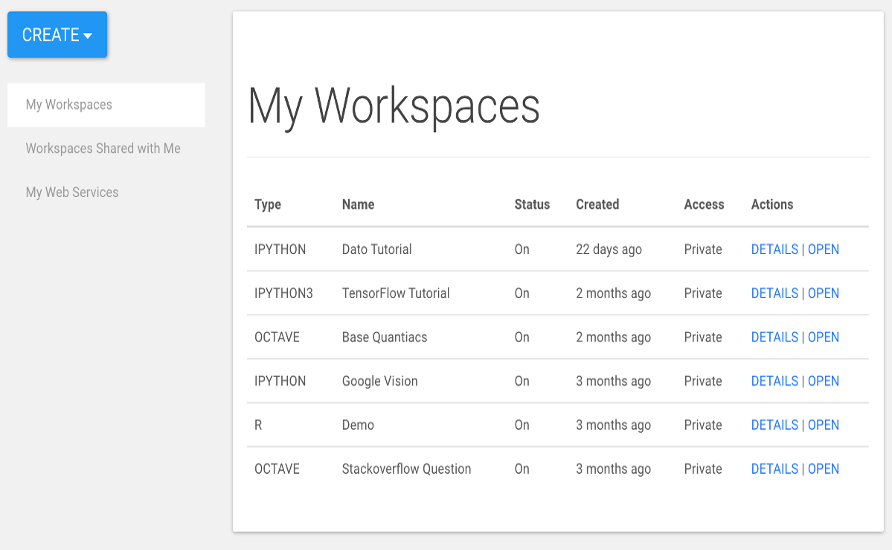 CREATE
My Workspaces
Workspaces Shared with Me
My Web Services
My Workspaces
Type Name Status Created Access Actions
IPYTHON Dato Tutorial On 22 days ago Private DETAILS | OPEN
IPYTHON3 TensorFlow Tutorial On 2 months ago Private DETAILS | OPEN
OCTAVE Base Quantiacs On 2 months ago Private DETAILS | OPEN
IPYTHON Google Vision On 3 months ago Private DETAILS | OPEN
R Demo On 3 months ago Private DETAILS | OPEN
OCTAVE Stackoverflow Question On 3 months ago Private DETAILS | OPEN